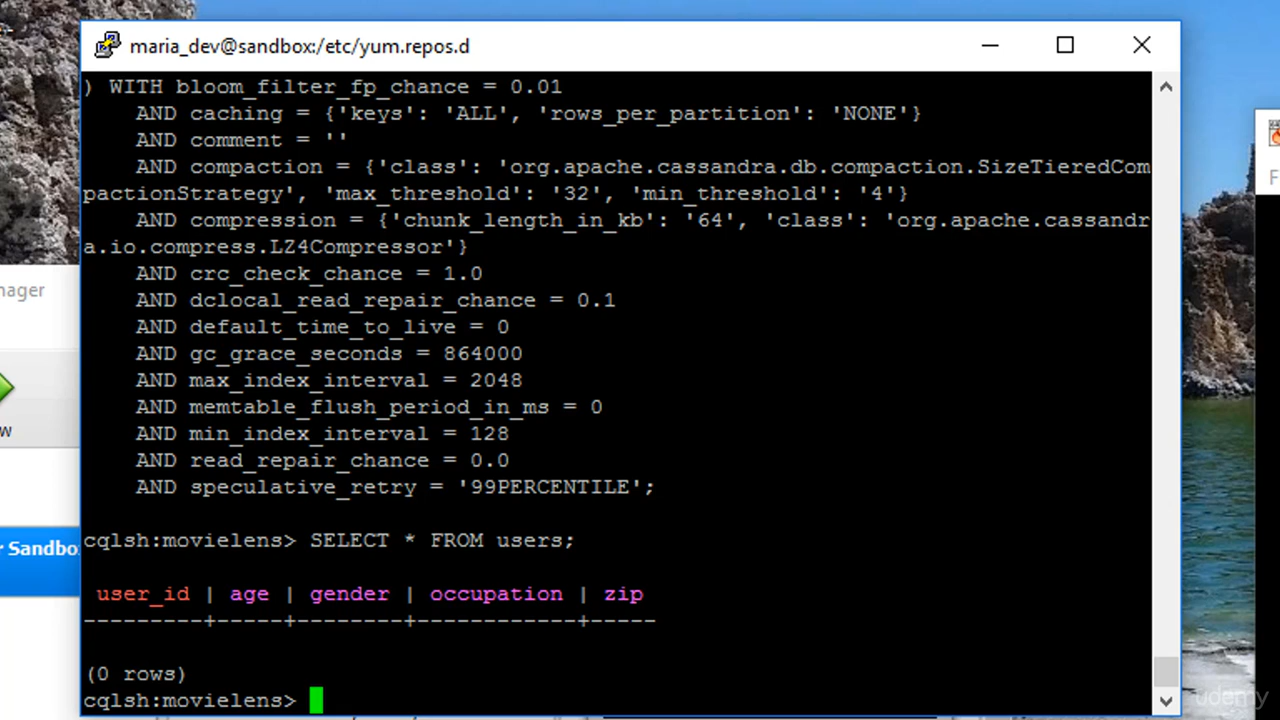 maria_dev@sandbox:/etc/yum.repos.d
) WITH bloom_filter_fp_chance = 0.01
AND caching = {'keys': 'ALL', 'rows_per_partition': 'NONE'}
AND comment = ''
AND compaction = {'class': 'org.apache.cassandra.db.compaction.SizeTieredCom
pactionStrategy', 'max_threshold': '32', 'min_threshold': '4'}
AND compression = {'chunk_length_in_kb': '64', 'class': 'org.apache.cassandr
a.io.compress.LZ4Compressor'}
AND crc_check_chance = 1.0
AND dclocal_read_repair_chance = 0.1
AND default_time_to_live = 0
AND gc_grace_seconds = 864000
AND max_index_interval = 2048
AND memtable_flush_period_in_ms = 0
AND min_index_interval = 128
AND read_repair_chance = 0.0
AND speculative_retry = '99PERCENTILE';
cqlsh:movielens> SELECT * FROM users;
user_id | age | gender | occupation | zip
---------+-----+--------+------------+-----
(0 rows)
cqlsh:movielens>
nager
w
r Sandbo
F
udemy